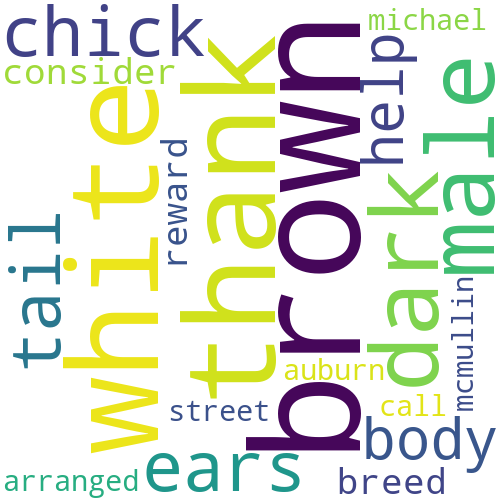 chick
michael
consider
white
thank
brown
help
male
reward
tail
dark
mcmullin
auburn
street
call
body
ears
arranged
breed